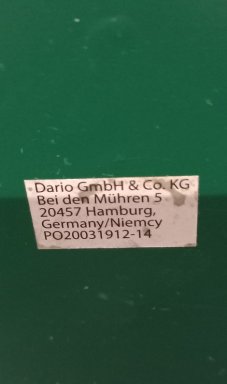 Dario GmbH & Co. KG
Bei den Mühren 5
20457 Hamburg,
Germany/Niemcy
PO20031912-14